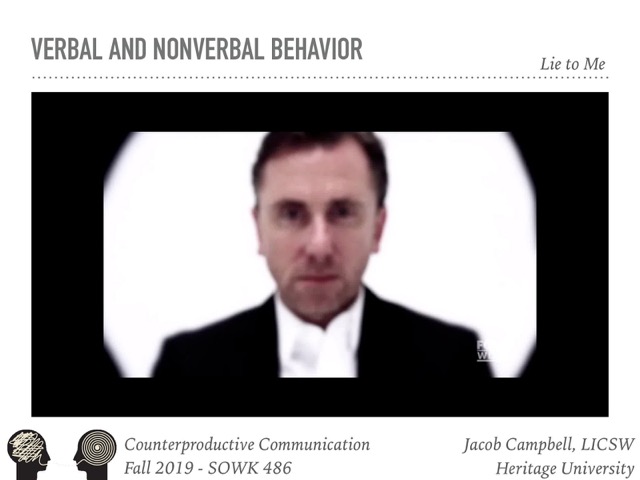 VERBAL AND NONVERBAL BEHAVIOR
Lie to Me
Counterproductive Communication
Fall 2019 - SOWK 486
Jacob Campbell, LICSW
Heritage University